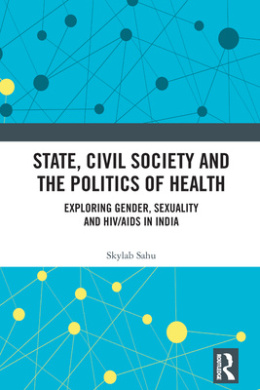 STATE, CIVIL SOCIETY AND
THE POLITICS OF HEALTH
EXPLORING GENDER, SEXUALITY
AND HIV/AIDS IN INDIA
Skylab Sahu
ROUTLEDGE